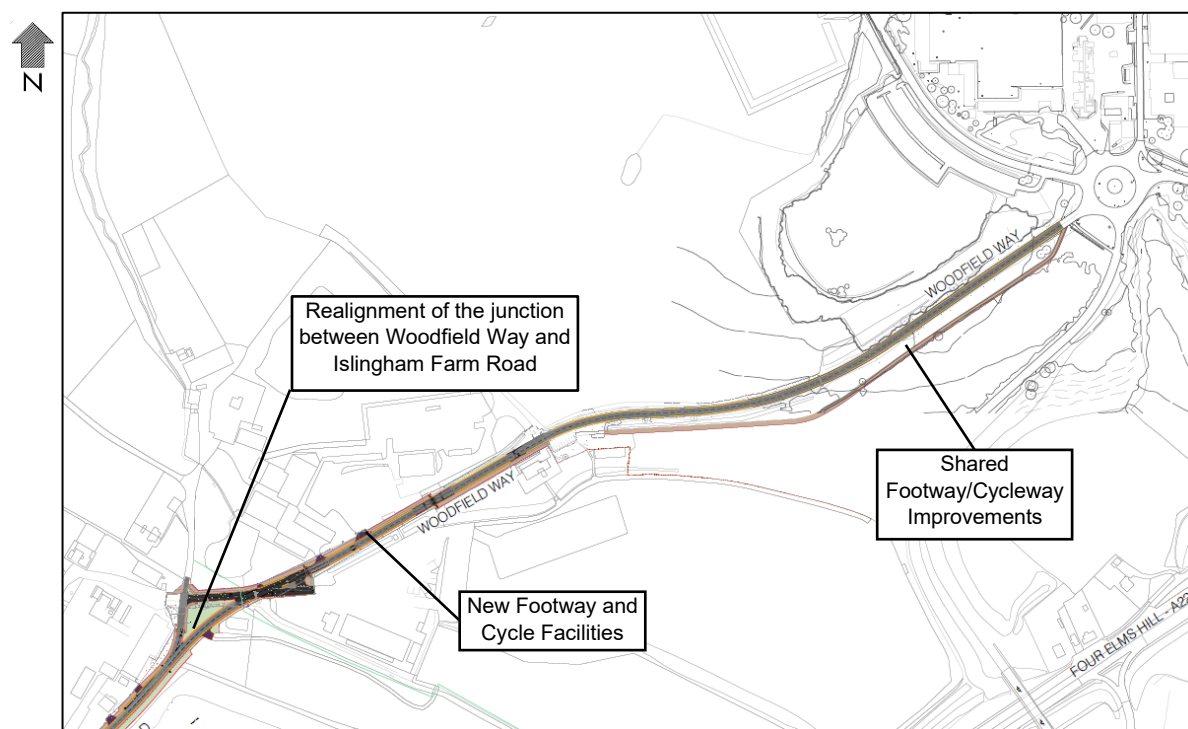 N
WOODFIELD WAY
Realignment of the junction
between Woodfield Way and
Islingham Farm Road
WOODFIELD WAY
Shared
Footway/Cycleway
Improvements
New Footway and
Cycle Facilities
FOUR ELMS HILL - A22
D